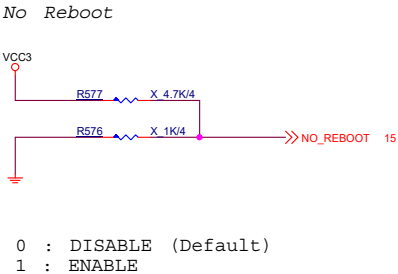 No Reboot
VCC3
R577 X_4.7K/4
R576 X_1K/4
NO_REBOOT 15
0 : DISABLE (Default)
1 : ENABLE